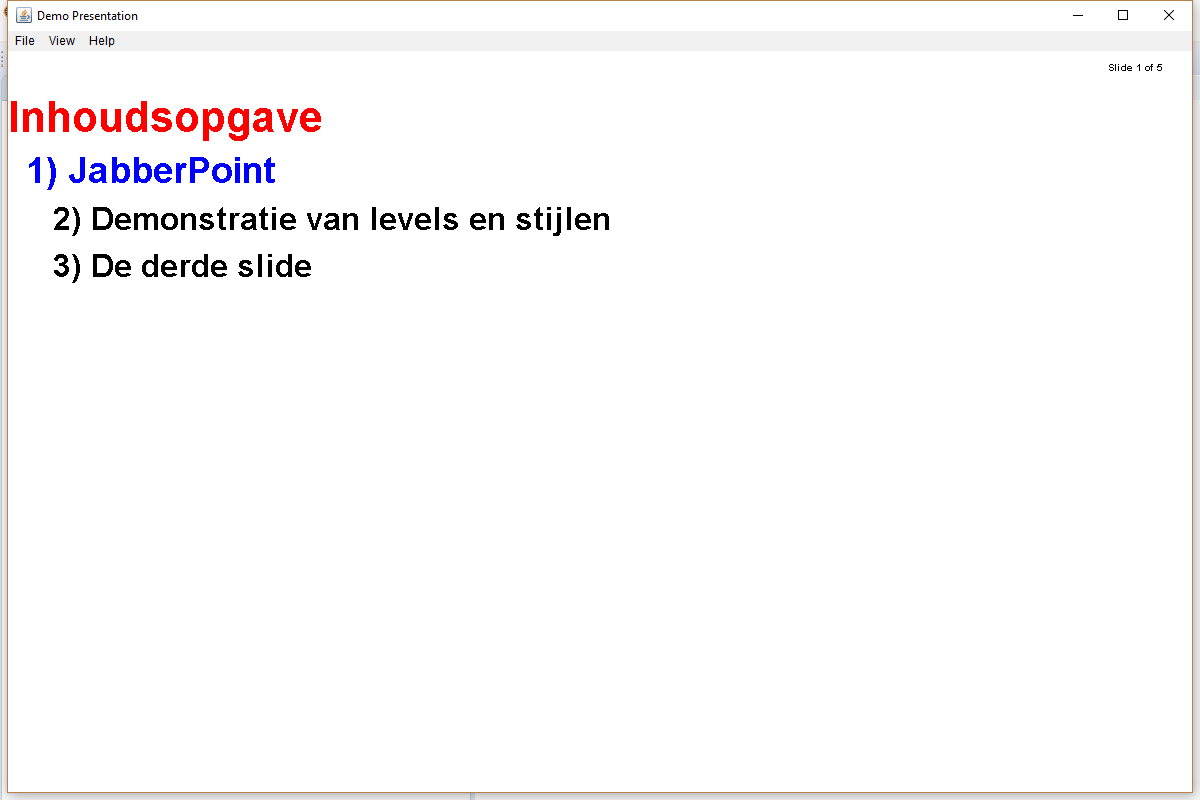 Demo Presentation
File View Help
Slide 1 of 5
Inhoudsopgave
1) JabberPoint
2) Demonstratie van levels en stijlen
3) De derde slide